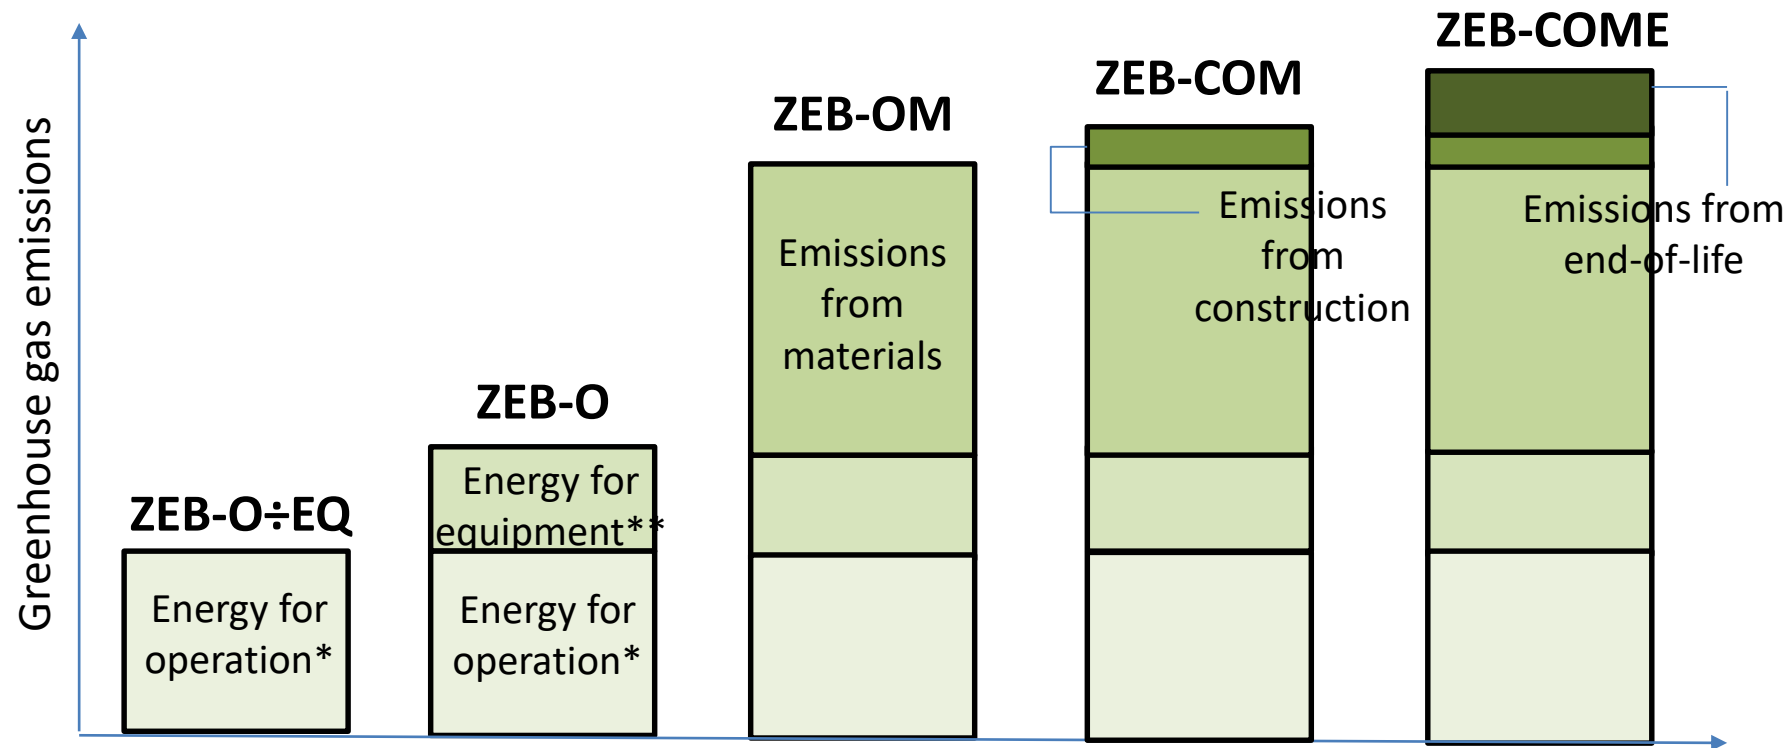 Greenhouse gas emissions
ZEB-O÷EQ
Energy for
operation*
ZEB-O
Energy for
equipment**
Energy for
operation*
ZEB-OM
Emissions
from
materials
ZEB-COM
Emissions
from
construction
ZEB-COME
Emissions from
end-of-life